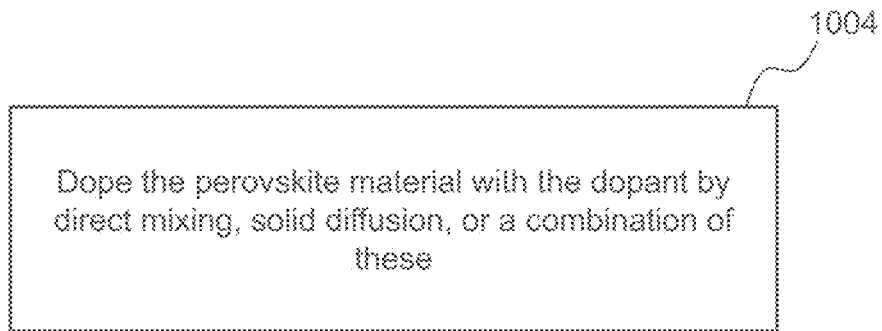 1004
Dope the perovskite material with the dopant by
direct mixing, solid diffusion, or a combination of
these